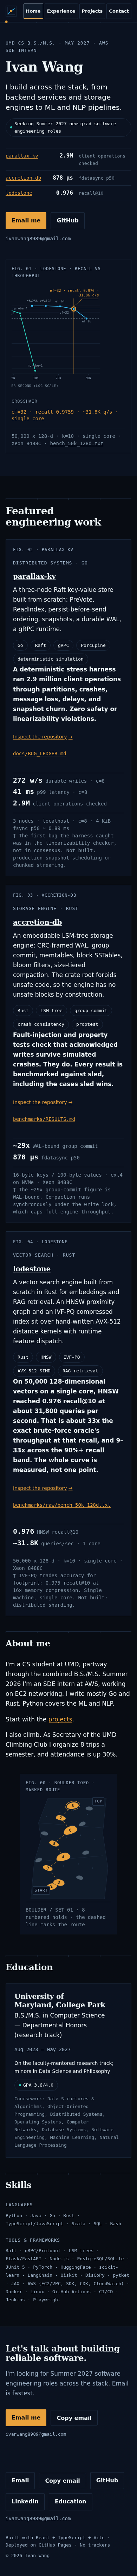 Home Experience Projects Contact
UMD CS B.S./M.S. · MAY 2027 · AWS
SDE INTERN
Ivan Wang
I build across the stack, from
backend services and storage
engines to ML and NLP pipelines.
Seeking Summer 2027 new-grad software
engineering roles
parallax-kv 2.9M client operations
checked
accretion-db 878 µs fdatasync p50
lodestone 0.976 recall@10
Email me GitHub
ivanwang8989@gmail.com
FIG. 01 · LODESTONE · RECALL VS
THROUGHPUT
CROSSHAIR
ef=32 · recall 0.9759 · ~31.8K q/s ·
single core
50,000 x 128-d · k=10 · single core ·
Xeon 8488C · bench_50k_128d.txt
Featured
engineering work
FIG. 02 · PARALLAX-KV
DISTRIBUTED SYSTEMS · GO
parallax-kv
A three-node Raft key-value store
built from scratch: PreVote,
ReadIndex, persist-before-send
ordering, snapshots, a durable WAL,
and a gRPC runtime.
Go Raft gRPC Porcupine
deterministic simulation
A deterministic stress harness
ran 2.9 million client operations
through partitions, crashes,
message loss, delays, and
snapshot churn. Zero safety or
linearizability violations.
Inspect the repository →
docs/BUG_LEDGER.md
272 w/s durable writes · c=8
41 ms p99 latency · c=8
2.9M client operations checked
3 nodes · localhost · c=8 · 4 KiB
fsync p50 ≈ 0.89 ms
† The first bug the harness caught
was in the linearizability checker,
not in consensus. Not built:
production snapshot scheduling or
chunked streaming.
FIG. 03 · ACCRETION-DB
STORAGE ENGINE · RUST
accretion-db
An embeddable LSM-tree storage
engine: CRC-framed WAL, group
commit, memtables, block SSTables,
bloom filters, size-tiered
compaction. The crate root forbids
unsafe code, so the engine has no
unsafe blocks by construction.
Rust LSM tree group commit
crash consistency proptest
Fault-injection and property
tests check that acknowledged
writes survive simulated
crashes. They do. Every result is
benchmarked against sled,
including the cases sled wins.
Inspect the repository →
benchmarks/RESULTS.md
~29x WAL-bound group commit
878 µs fdatasync p50
16-byte keys / 100-byte values · ext4
on NVMe · Xeon 8488C
† The ~29x group-commit figure is
WAL-bound. Compaction runs
synchronously under the write lock,
which caps full-engine throughput.
FIG. 04 · LODESTONE
VECTOR SEARCH · RUST
lodestone
A vector search engine built from
scratch in Rust for embeddings and
RAG retrieval. An HNSW proximity
graph and IVF-PQ compressed
index sit over hand-written AVX-512
distance kernels with runtime
feature dispatch.
Rust HNSW IVF-PQ
AVX-512 SIMD RAG retrieval
On 50,000 128-dimensional
vectors on a single core, HNSW
reached 0.976 recall@10 at
about 31,800 queries per
second. That is about 33x the
exact brute-force oracle's
throughput at that recall, and 9–
33x across the 90%+ recall
band. The whole curve is
measured, not one point.
Inspect the repository →
benchmarks/raw/bench_50k_128d.txt
0.976 HNSW recall@10
~31.8K queries/sec · 1 core
50,000 x 128-d · k=10 · single core ·
Xeon 8488C
† IVF-PQ trades accuracy for
footprint: 0.975 recall@10 at
16x memory compression. Single
machine, single core. Not built:
distributed sharding.
About me
I'm a CS student at UMD, partway
through the combined B.S./M.S. Summer
2026 I'm an SDE intern at AWS, working
on EC2 networking. I write mostly Go and
Rust. Python covers the ML and NLP.
Start with the projects.
I also climb. As Secretary of the UMD
Climbing Club I organize 8 trips a
semester, and attendance is up 30%.
FIG. 00 · BOULDER TOPO ·
MARKED ROUTE
TOP
START
BOULDER / SET 01 · 8
numbered holds · the dashed
line marks the route
Education
University of
Maryland, College Park
B.S./M.S. in Computer Science
— Departmental Honors
(research track)
Aug 2023 – May 2027
On the faculty-mentored research track;
minors in Data Science and Philosophy
GPA 3.6/4.0
Coursework: Data Structures &
Algorithms, Object-Oriented
Programming, Distributed Systems,
Operating Systems, Computer
Networks, Database Systems, Software
Engineering, Machine Learning, Natural
Language Processing
Skills
LANGUAGES
Python · Java · Go · Rust ·
TypeScript/JavaScript · Scala · SQL · Bash
TOOLS & FRAMEWORKS
Raft · gRPC/Protobuf · LSM trees ·
Flask/FastAPI · Node.js · PostgreSQL/SQLite ·
JUnit 5 · PyTorch · HuggingFace · scikit-
learn · LangChain · Qiskit · DisCoPy · pytket
· JAX · AWS (EC2/VPC, SDK, CDK, CloudWatch) ·
Docker · Linux · GitHub Actions · CI/CD ·
Jenkins · Playwright
Let's talk about building
reliable software.
I'm looking for Summer 2027 software
engineering roles across the stack. Email
is fastest.
Email me Copy email
ivanwang8989@gmail.com
Email Copy email GitHub
LinkedIn Education
ivanwang8989@gmail.com
Built with React + TypeScript + Vite ·
Deployed on GitHub Pages · No trackers
© 2026 Ivan Wang